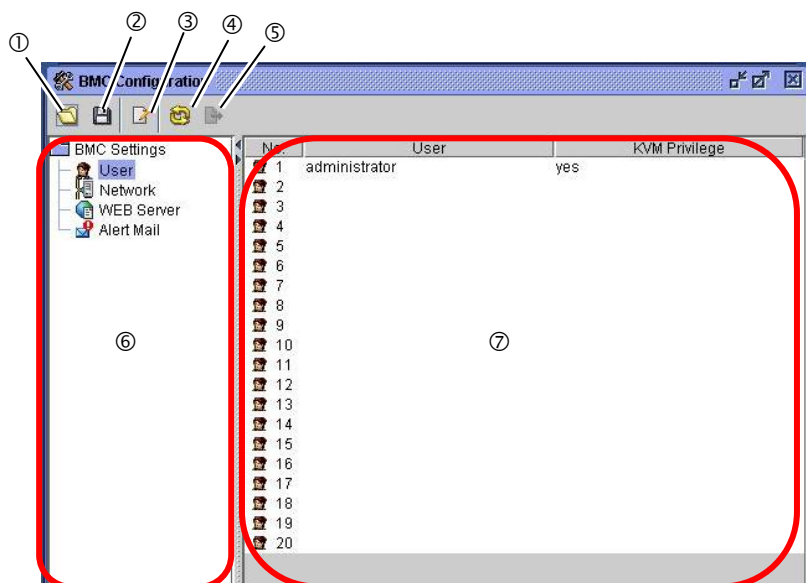 ② ③ ④ ⑤
①
BMC Configuration
BMC Settings
User
Network
WEB Server
Alert Mail
⑥
No. User KVM Privilege
1 administrator yes
2
3
4
5
6
7
8
9
10
11
12
13
14
15
16
17
18
19
20
⑦